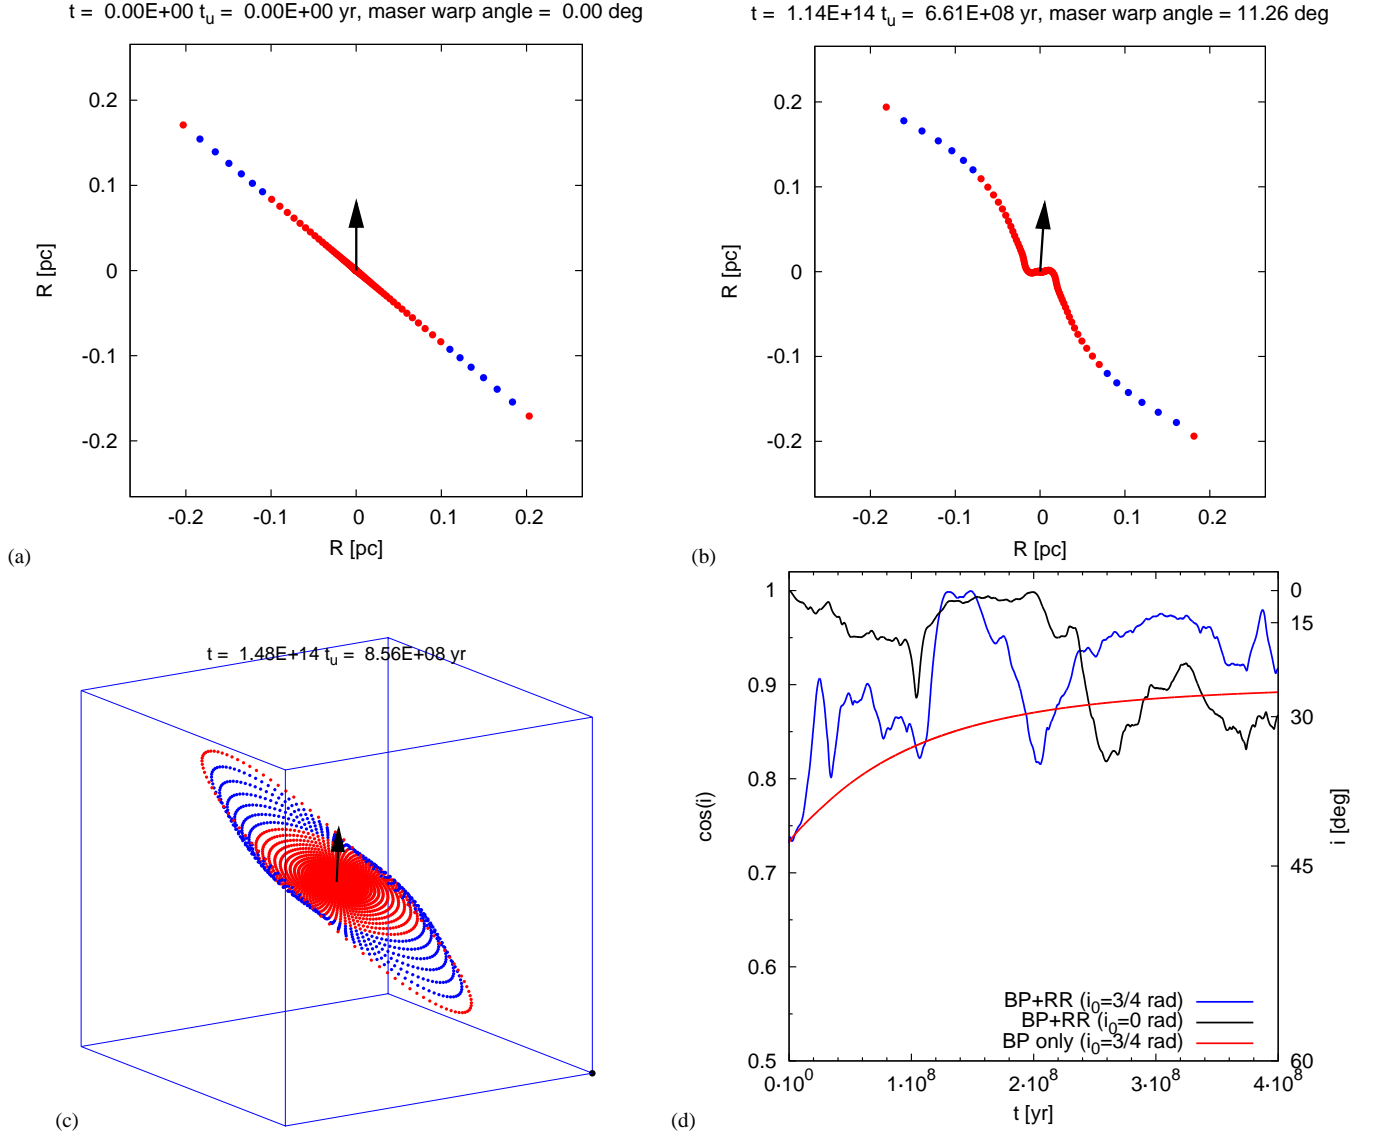 t = 0.00E+00 t_u = 0.00E+00 yr, maser warp angle = 0.00 deg
0.2
0.1
0
-0.1
-0.2
R [pc]
-0.2 -0.1 0 0.1 0.2
R [pc]
(a)
t = 1.14E+14 t_u = 6.61E+08 yr, maser warp angle = 11.26 deg
0.2
0.1
0
-0.1
-0.2
R [pc]
-0.2 -0.1 0 0.1 0.2
R [pc]
(b)
t = 1.48E+14 t_u = 8.56E+08 yr
(c)
1
0.9
0.8
0.7
0.6
0.5
cos(i)
0
15
30
45
60
i [deg]
BP+RR (i_0=3/4 rad)
BP+RR (i_0=0 rad)
BP only (i_0=3/4 rad)
0·10^0 1·10^8 2·10^8 3·10^8 4·10^8
t [yr]
(d)